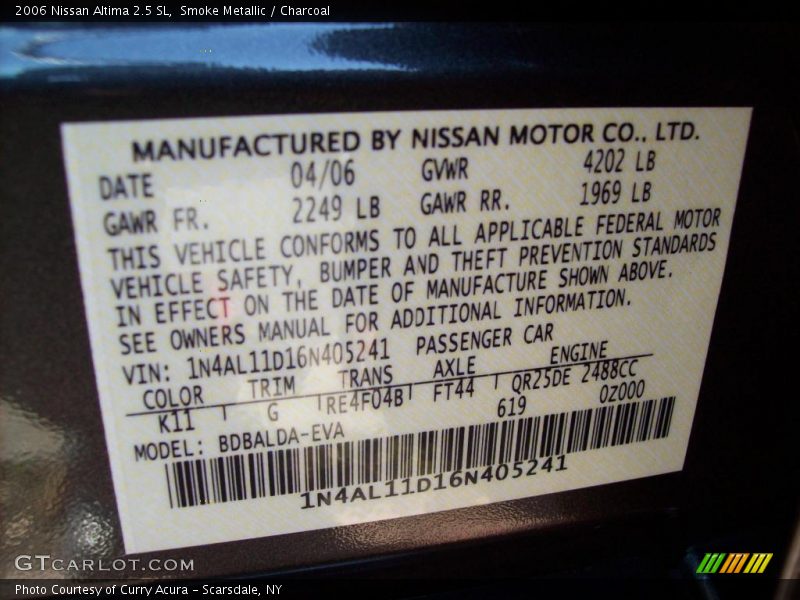 2006 Nissan Altima 2.5 SL,  Smoke Metallic / Charcoal
MANUFACTURED BY NISSAN MOTOR CO., LTD.
DATE 04/06 GVWR 4202 LB
GAWR FR. 2249 LB GAWR RR. 1969 LB
THIS VEHICLE CONFORMS TO ALL APPLICABLE FEDERAL MOTOR
VEHICLE SAFETY, BUMPER AND THEFT PREVENTION STANDARDS
IN EFFECT ON THE DATE OF MANUFACTURE SHOWN ABOVE.
SEE OWNERS MANUAL FOR ADDITIONAL INFORMATION.
VIN: 1N4AL11D16N405241 PASSENGER CAR
COLOR TRIM TRANS AXLE ENGINE
K11 G RE4F04B FT44 QR25DE 2488CC
619 0Z000
MODEL: BDBALDA-EVA
1N4AL11D16N405241
GTCARLOT.COM
Photo Courtesy of Curry Acura - Scarsdale, NY